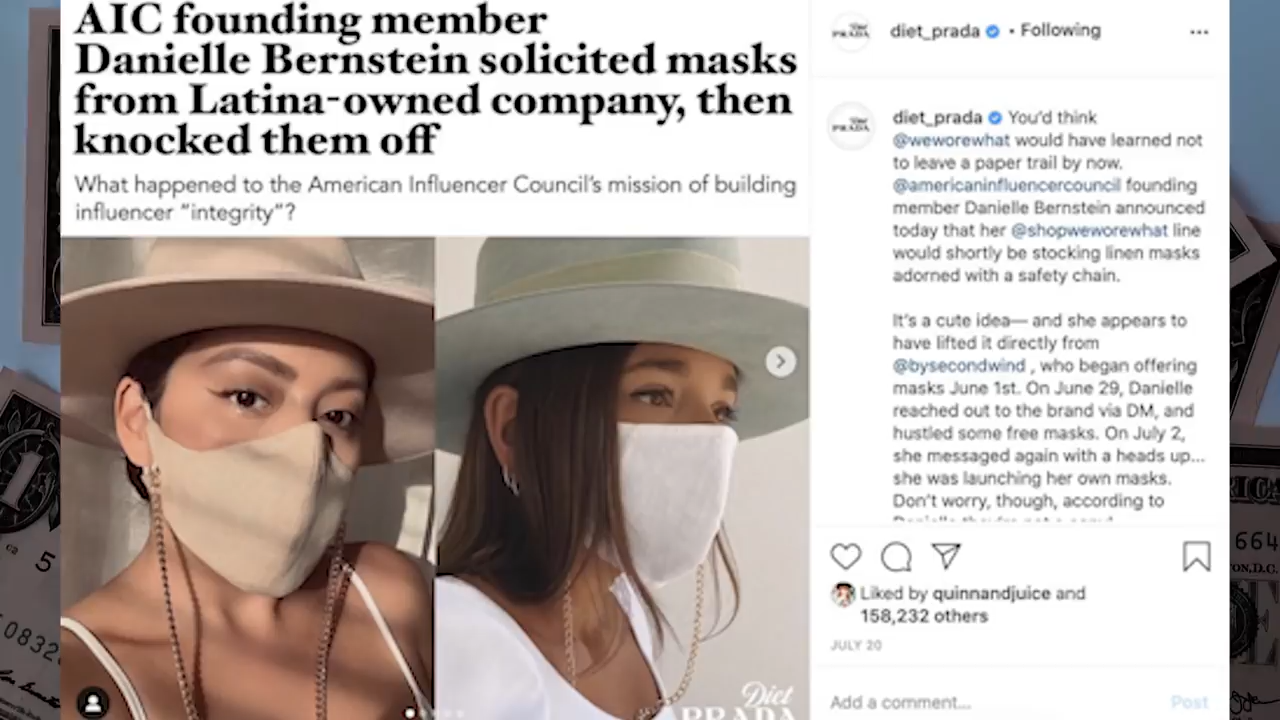 AIC founding member
Danielle Bernstein solicited masks
from Latina-owned company, then
knocked them off
What happened to the American Influencer Council's mission of building
influencer “integrity”?
Diet
PRADA
diet_prada • Following
diet_prada You'd think
@weworewhat would have learned not
to leave a paper trail by now.
@americaninfluencercouncil founding
member Danielle Bernstein announced
today that her @shopweworewhat line
would shortly be stocking linen masks
adorned with a safety chain.
It's a cute idea— and she appears to
have lifted it directly from
@bysecondwind , who began offering
masks June 1st. On June 29, Danielle
reached out to the brand via DM, and
hustled some free masks. On July 2,
she messaged again with a heads up...
she was launching her own masks.
Don't worry, though, according to
Liked by quinnandjuice and
158,232 others
JULY 20
Add a comment... Post